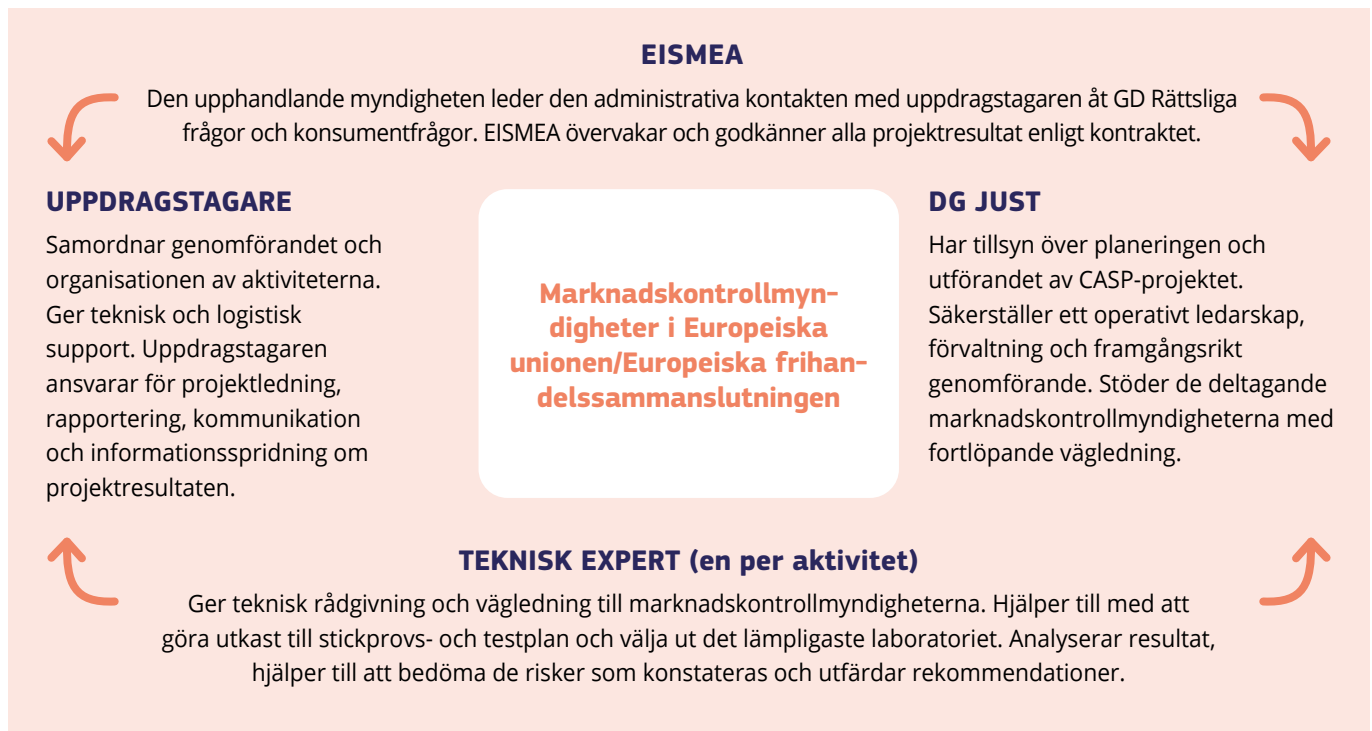 EISMEA
Den upphandlande myndigheten leder den administrativa kontakten med uppdragstagaren åt GD Rättsliga
frågor och konsumentfrågor. EISMEA övervakar och godkänner alla projektresultat enligt kontraktet.
UPPDRAGSTAGARE
Samordnar genomförandet och
organisationen av aktiviteterna.
Ger teknisk och logistisk
support. Uppdragstagaren
ansvarar för projektledning,
rapportering, kommunikation
och informationsspridning om
projektresultaten.
Marknadskontrollmyn-
digheter i Europeiska
unionen/Europeiska frihan-
delssammanslutningen
DG JUST
Har tillsyn över planeringen och
utförandet av CASP-projektet.
Säkerställer ett operativt ledarskap,
förvaltning och framgångsrikt
genomförande. Stöder de deltagande
marknadskontrollmyndigheterna med
fortlöpande vägledning.
TEKNISK EXPERT (en per aktivitet)
Ger teknisk rådgivning och vägledning till marknadskontrollmyndigheterna. Hjälper till med att
göra utkast till stickprovs- och testplan och välja ut det lämpligaste laboratoriet. Analyserar resultat,
hjälper till att bedöma de risker som konstateras och utfärdar rekommendationer.